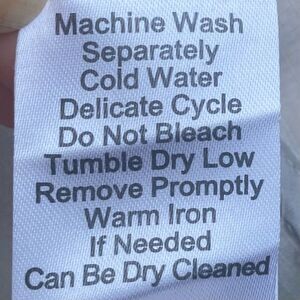 Machine Wash
Separately
Cold Water
Delicate Cycle
Do Not Bleach
Tumble Dry Low
Remove Promptly
Warm Iron
If Needed
Can Be Dry Cleaned